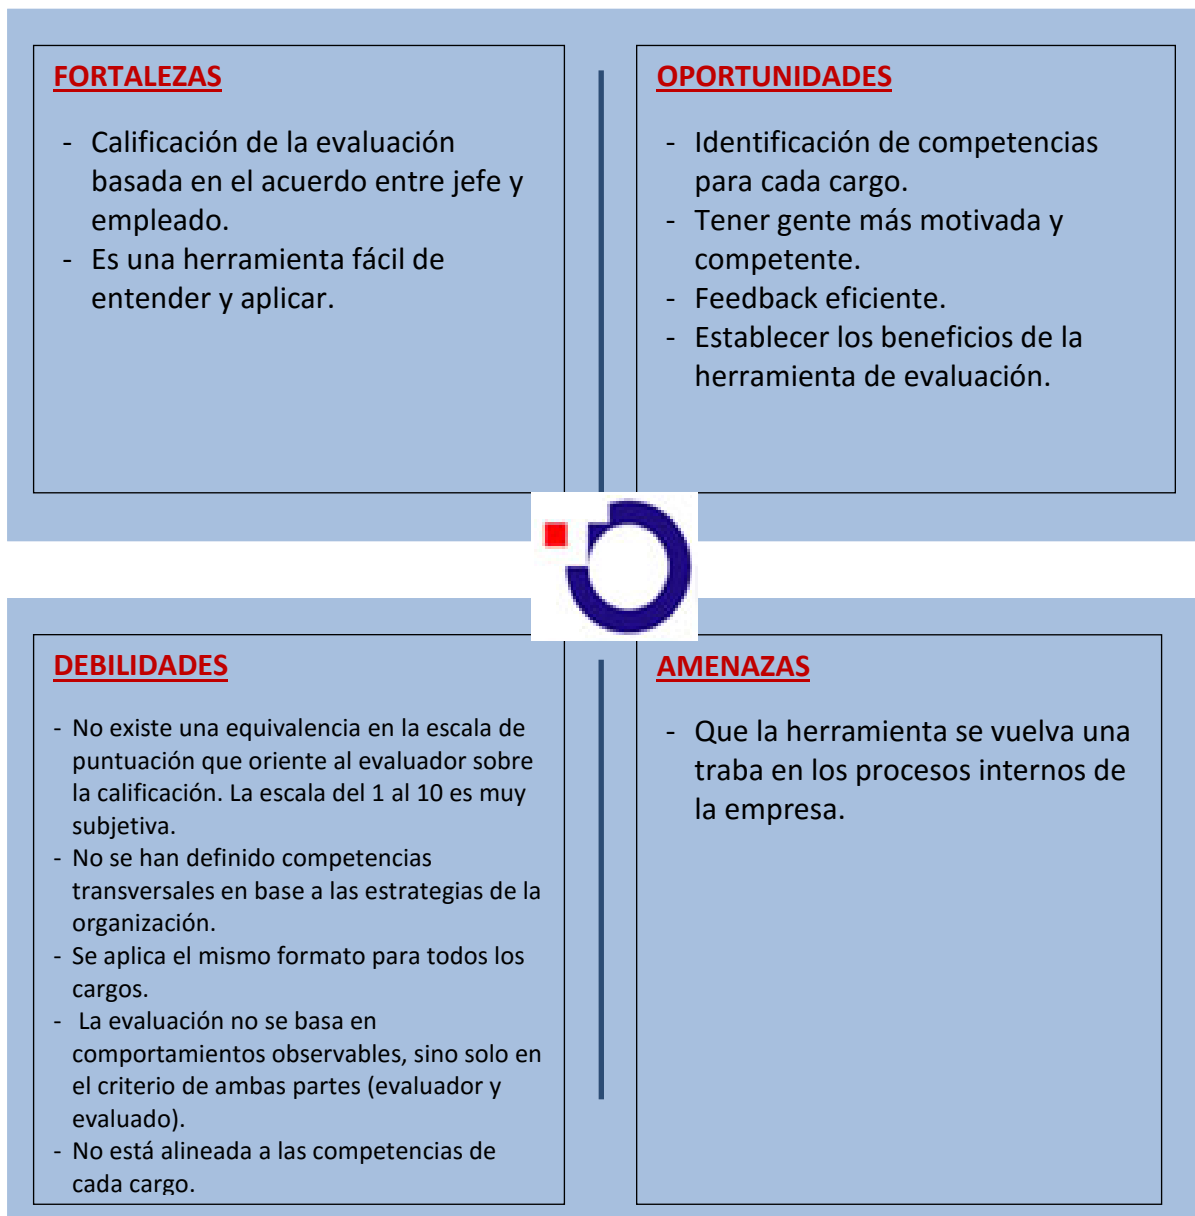 FORTALEZAS
- Calificación de la evaluación
basada en el acuerdo entre jefe y
empleado.
- Es una herramienta fácil de
entender y aplicar.
OPORTUNIDADES
- Identificación de competencias
para cada cargo.
- Tener gente más motivada y
competente.
- Feedback eficiente.
- Establecer los beneficios de la
herramienta de evaluación.
DEBILIDADES
- No existe una equivalencia en la escala de
puntuación que oriente al evaluador sobre
la calificación. La escala del 1 al 10 es muy
subjetiva.
- No se han definido competencias
transversales en base a las estrategias de la
organización.
- Se aplica el mismo formato para todos los
cargos.
- La evaluación no se basa en
comportamientos observables, sino solo en
el criterio de ambas partes (evaluador y
evaluado).
- No está alineada a las competencias de
cada cargo.
AMENAZAS
- Que la herramienta se vuelva una
traba en los procesos internos de
la empresa.